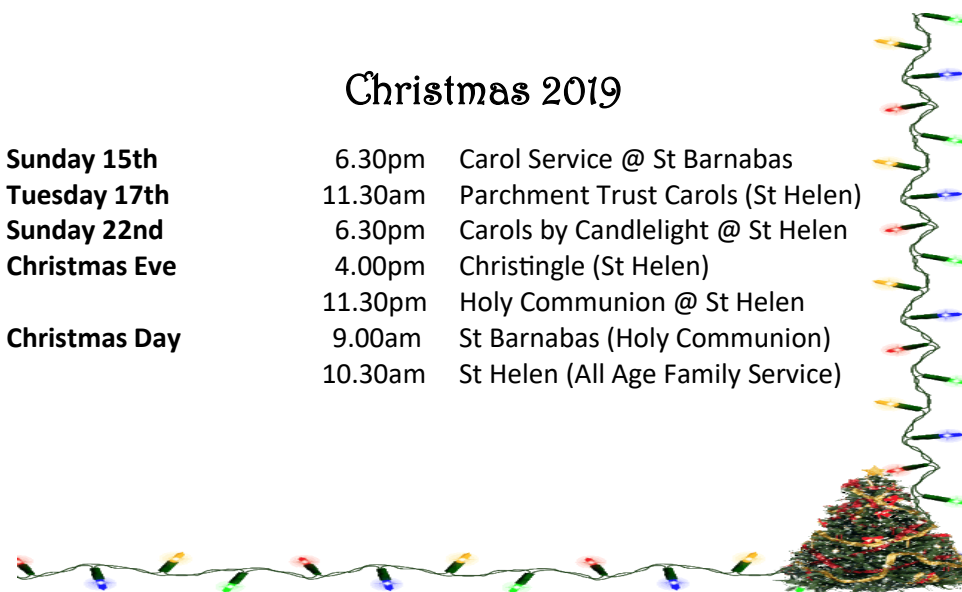 Christmas 2019
Sunday 15th 6.30pm Carol Service @ St Barnabas
Tuesday 17th 11.30am Parchment Trust Carols (St Helen)
Sunday 22nd 6.30pm Carols by Candlelight @ St Helen
Christmas Eve 4.00pm Christingle (St Helen)
11.30pm Holy Communion @ St Helen
Christmas Day 9.00am St Barnabas (Holy Communion)
10.30am St Helen (All Age Family Service)